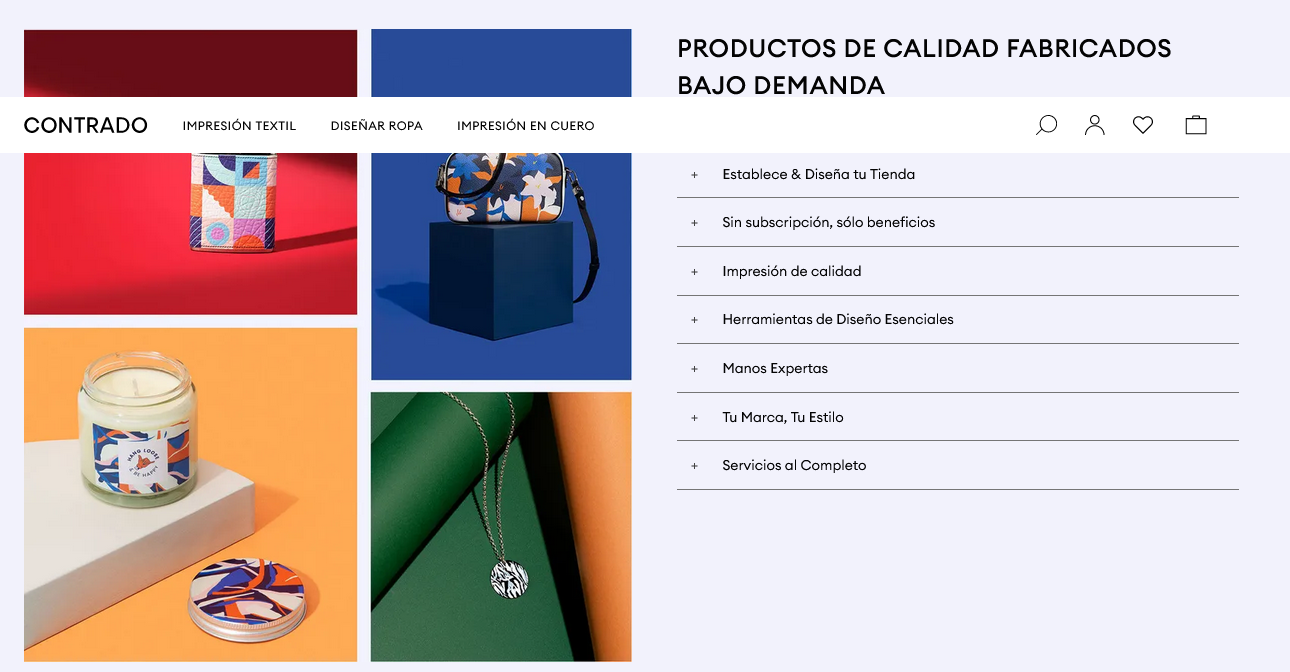 PRODUCTOS DE CALIDAD FABRICADOS
BAJO DEMANDA
CONTRADO
IMPRESIÓN TEXTIL
DISEÑAR ROPA
IMPRESIÓN EN CUERO
+ Establece & Diseña tu Tienda
+ Sin subscripción, sólo beneficios
+ Impresión de calidad
+ Herramientas de Diseño Esenciales
+ Manos Expertas
+ Tu Marca, Tu Estilo
+ Servicios al Completo
HANG LOOSE
& BE HAPPY